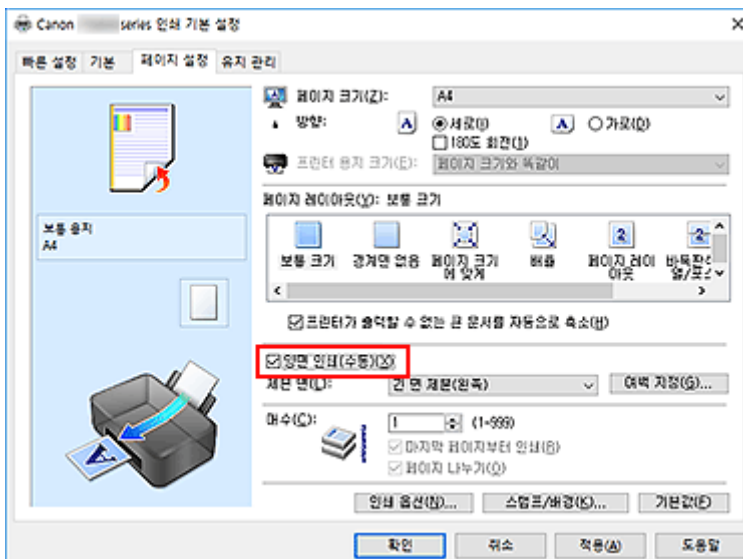 Canon series 인쇄 기본 설정
빠른 설정 기본 페이지 설정 유지 관리
보통 용지
A4
페이지 크기(Z): A4
방향: A 세로(I) A 가로(D)
180도 회전(1)
프린터 용지 크기(E): 페이지 크기와 똑같이
페이지 레이아웃(Y): 보통 크기
보통 크기 경계면 없음 페이지 크기에 맞게 배율 페이지 레이아웃
프린터가 출력할 수 없는 큰 문서를 자동으로 축소(H)
양면 인쇄(수동)(X)
제본 면(L): 긴 면 제본(왼쪽) 여백 지정(G)...
매수(C): 1 (1-999)
마지막 페이지부터 인쇄(R)
페이지 나누기(O)
인쇄 옵션(N)... 스탬프/배경(K)... 기본값(F)
확인 취소 적용(A) 도움말